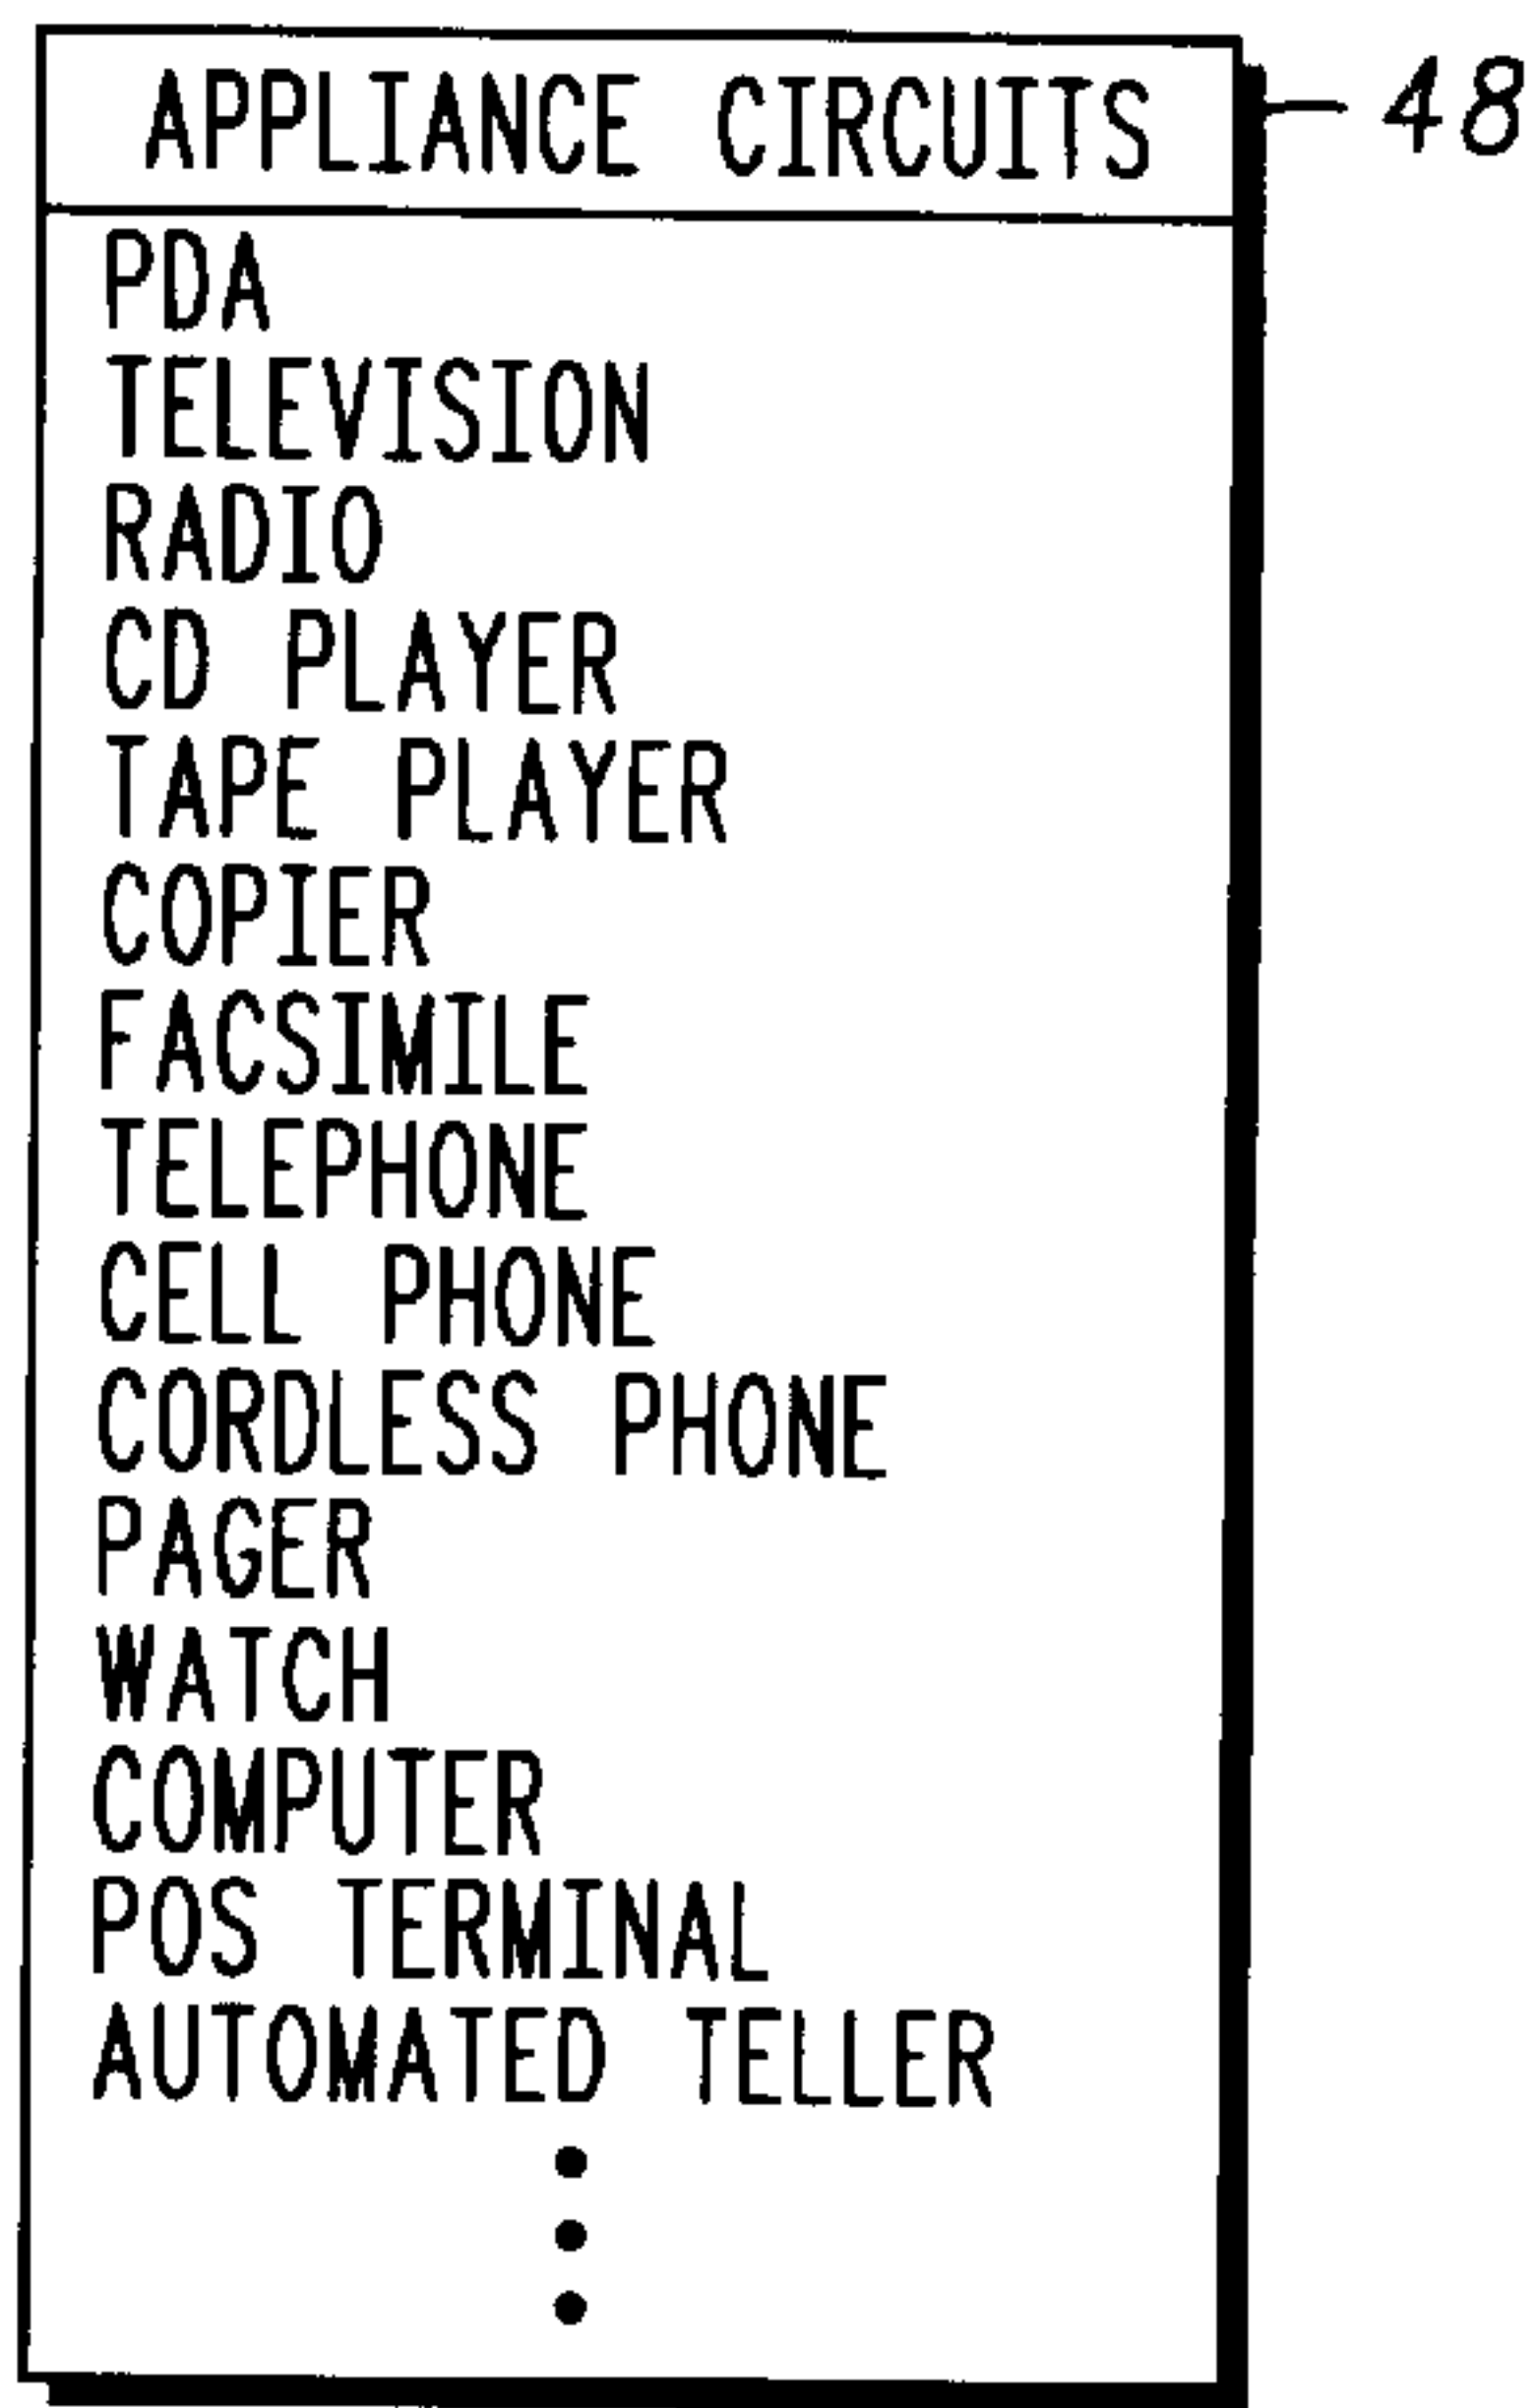 APPLIANCE CIRCUITS 48
PDA
TELEVISION
RADIO
CD PLAYER
TAPE PLAYER
COPIER
FACSIMILE
TELEPHONE
CELL PHONE
CORDLESS PHONE
PAGER
WATCH
COMPUTER
POS TERMINAL
AUTOMATED TELLER